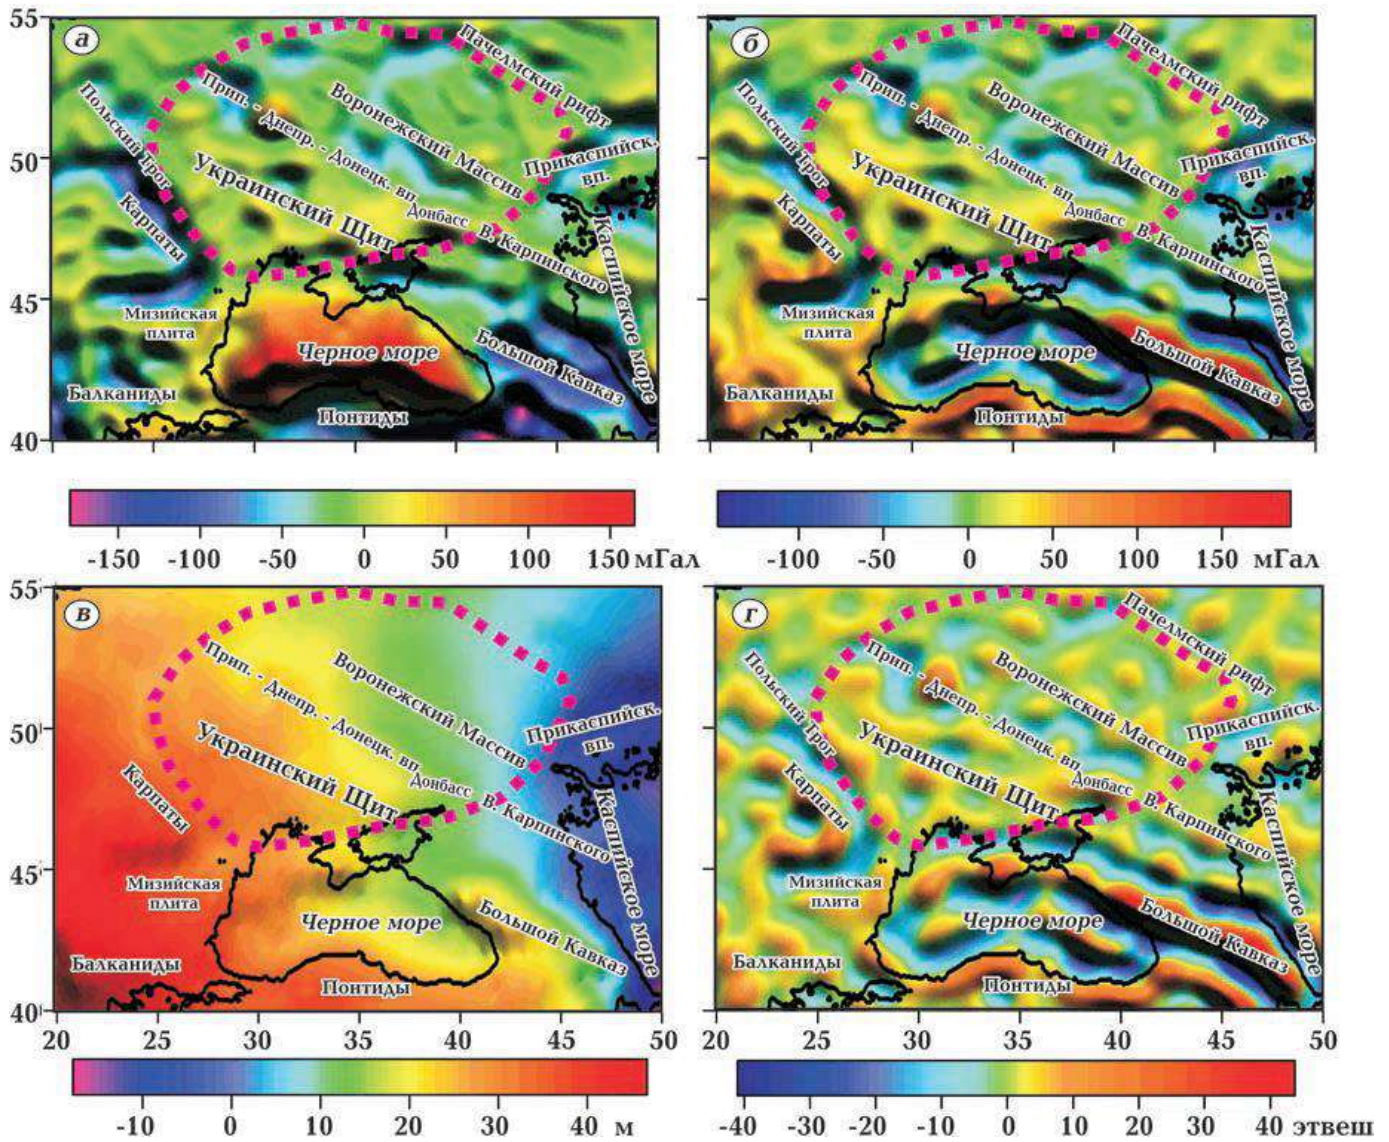 55
а
Пачелмский рифт
Польский Трог
Прип. - Днепр. - Донецк. вп.
Воронежский Массив
50
Прикаспийск.
вп.
Украинский Щит
Карпаты
Донбасс
В. Карпинского
Каспийское море
45
Мизийская
плита
Черное море
Большой Кавказ
Балканиды
Понтиды
40
-150 -100 -50 0 50 100 150 мГал
б
Пачелмский рифт
Польский Трог
Прип. - Днепр. - Донецк. вп.
Воронежский Массив
Прикаспийск.
вп.
Украинский Щит
Карпаты
Донбасс
В. Карпинского
Каспийское море
Мизийская
плита
Черное море
Большой Кавказ
Балканиды
Понтиды
-100 -50 0 50 100 150 мГал
55
в
Прип. - Днепр. - Донецк. вп.
Воронежский Массив
50
Прикаспийск.
вп.
Украинский Щит
Карпаты
Донбасс
В. Карпинского
Каспийское море
45
Мизийская
плита
Черное море
Большой Кавказ
Балканиды
Понтиды
40
20 25 30 35 40 45 50
-10 0 10 20 30 40 м
г
Пачелмский рифт
Польский Трог
Прип. - Днепр. - Донецк. вп.
Воронежский Массив
Прикаспийск.
вп.
Украинский Щит
Карпаты
Донбасс
В. Карпинского
Каспийское море
Мизийская
плита
Черное море
Большой Кавказ
Балканиды
Понтиды
20 25 30 35 40 45 50
-40 -30 -20 -10 0 10 20 30 40 этвеш